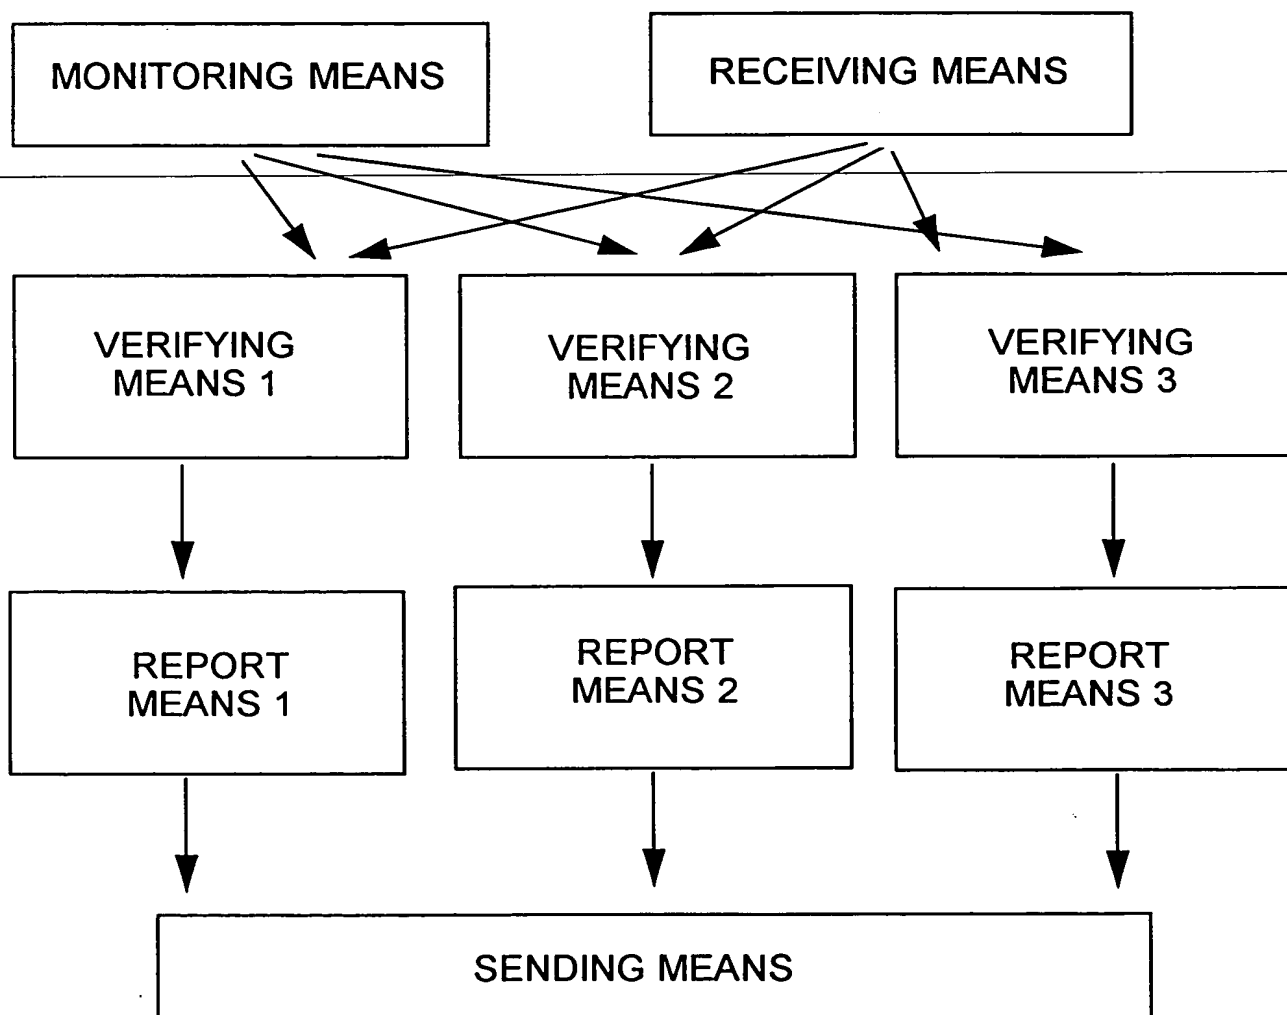 MONITORING MEANS
RECEIVING MEANS
VERIFYING
MEANS 1
VERIFYING
MEANS 2
VERIFYING
MEANS 3
REPORT
MEANS 1
REPORT
MEANS 2
REPORT
MEANS 3
SENDING MEANS